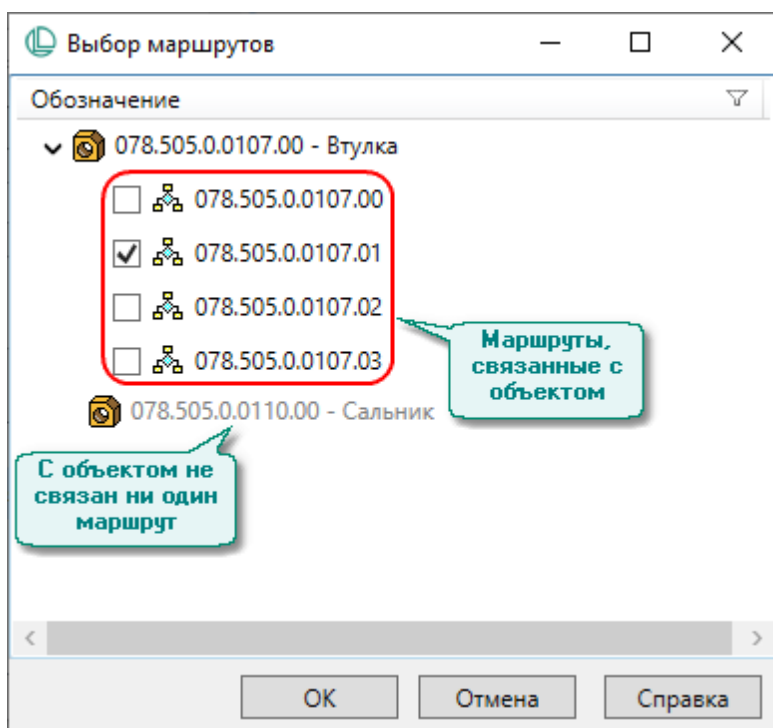 Выбор маршрутов
Обозначение
078.505.0.0107.00 - Втулка
078.505.0.0107.00
078.505.0.0107.01
078.505.0.0107.02
078.505.0.0107.03
Маршруты,
связанные с
объектом
078.505.0.0110.00 - Сальник
С объектом не
связан ни один
маршрут
ОК
Отмена
Справка